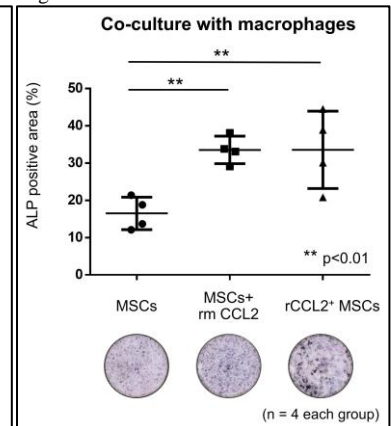 Co-culture with macrophages
**
**
ALP positive area (%)
50
40
30
20
10
0
** p<0.01
MSCs
MSCs+
rm CCL2
rCCL2⁺ MSCs
(n = 4 each group)